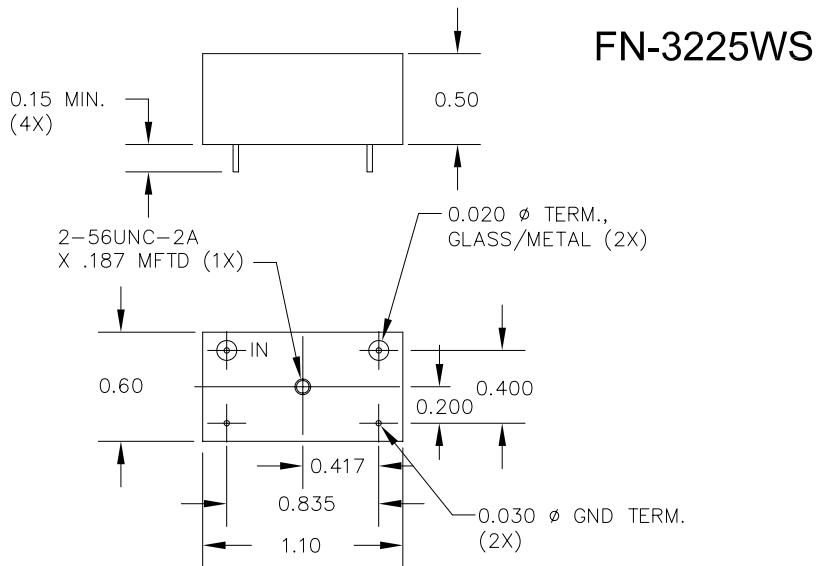 FN-3225WS
0.15 MIN.
(4X)
0.50
2-56UNC-2A
X .187 MFTD (1X)
0.020 ø TERM.,
GLASS/METAL (2X)
IN
0.60
0.400
0.200
0.417
0.835
0.030 ø GND TERM.
(2X)
1.10